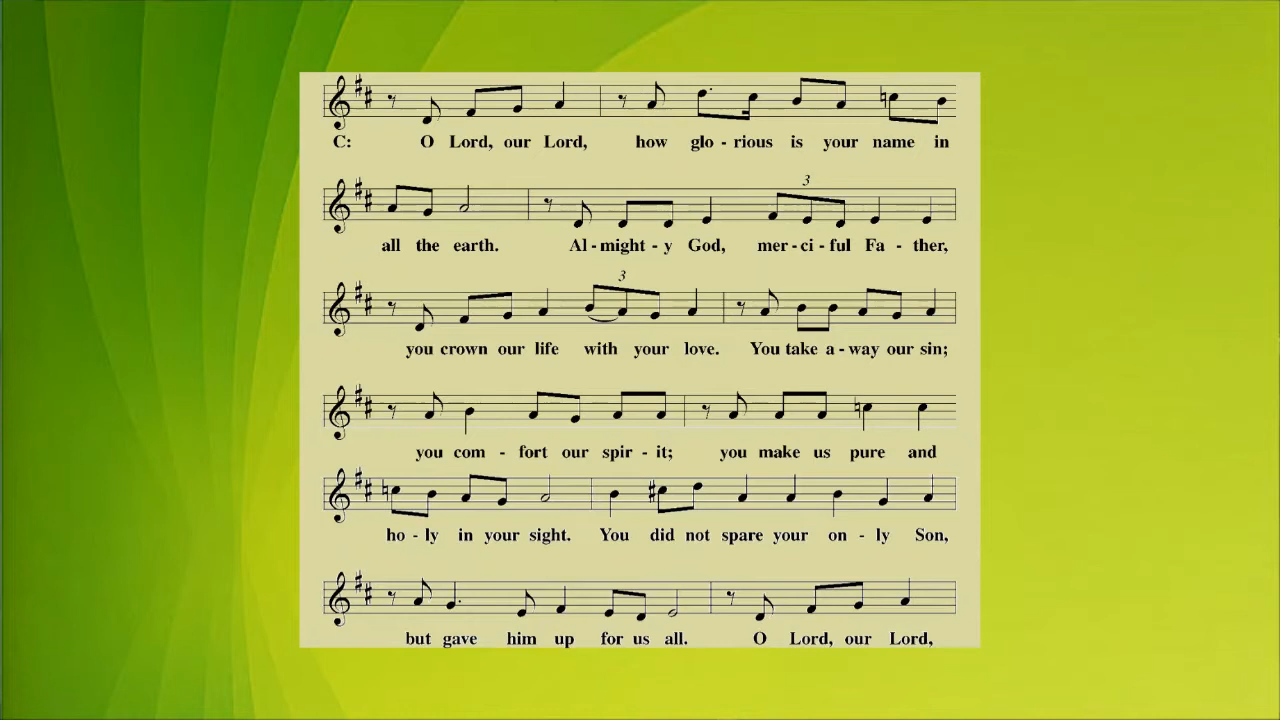 C: O Lord, our Lord, how glo - rious is your name in
3
all the earth. Al - might - y God, mer - ci - ful Fa - ther,
3
you crown our life with your love. You take a - way our sin;
you com - fort our spir - it; you make us pure and
ho - ly in your sight. You did not spare your on - ly Son,
but gave him up for us all. O Lord, our Lord,